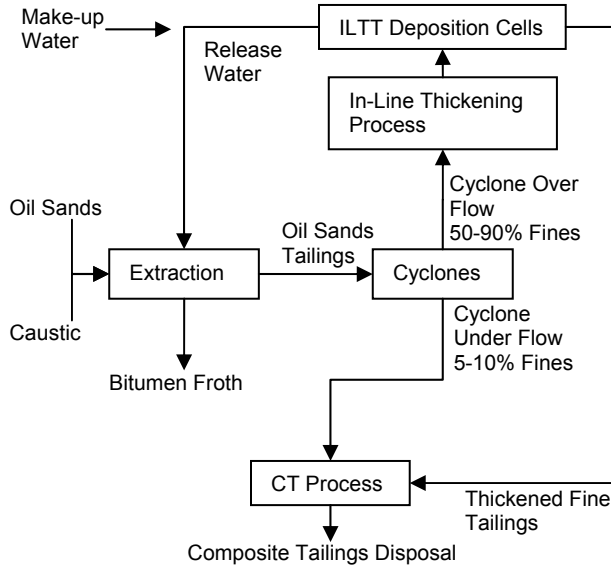 Make-up
Water
Release
Water
ILTT Deposition Cells
In-Line Thickening
Process
Cyclone Over
Flow
50-90% Fines
Oil Sands
Caustic
Extraction
Oil Sands
Tailings
Cyclones
Cyclone
Under Flow
5-10% Fines
Bitumen Froth
CT Process
Thickened Fine
Tailings
Composite Tailings Disposal